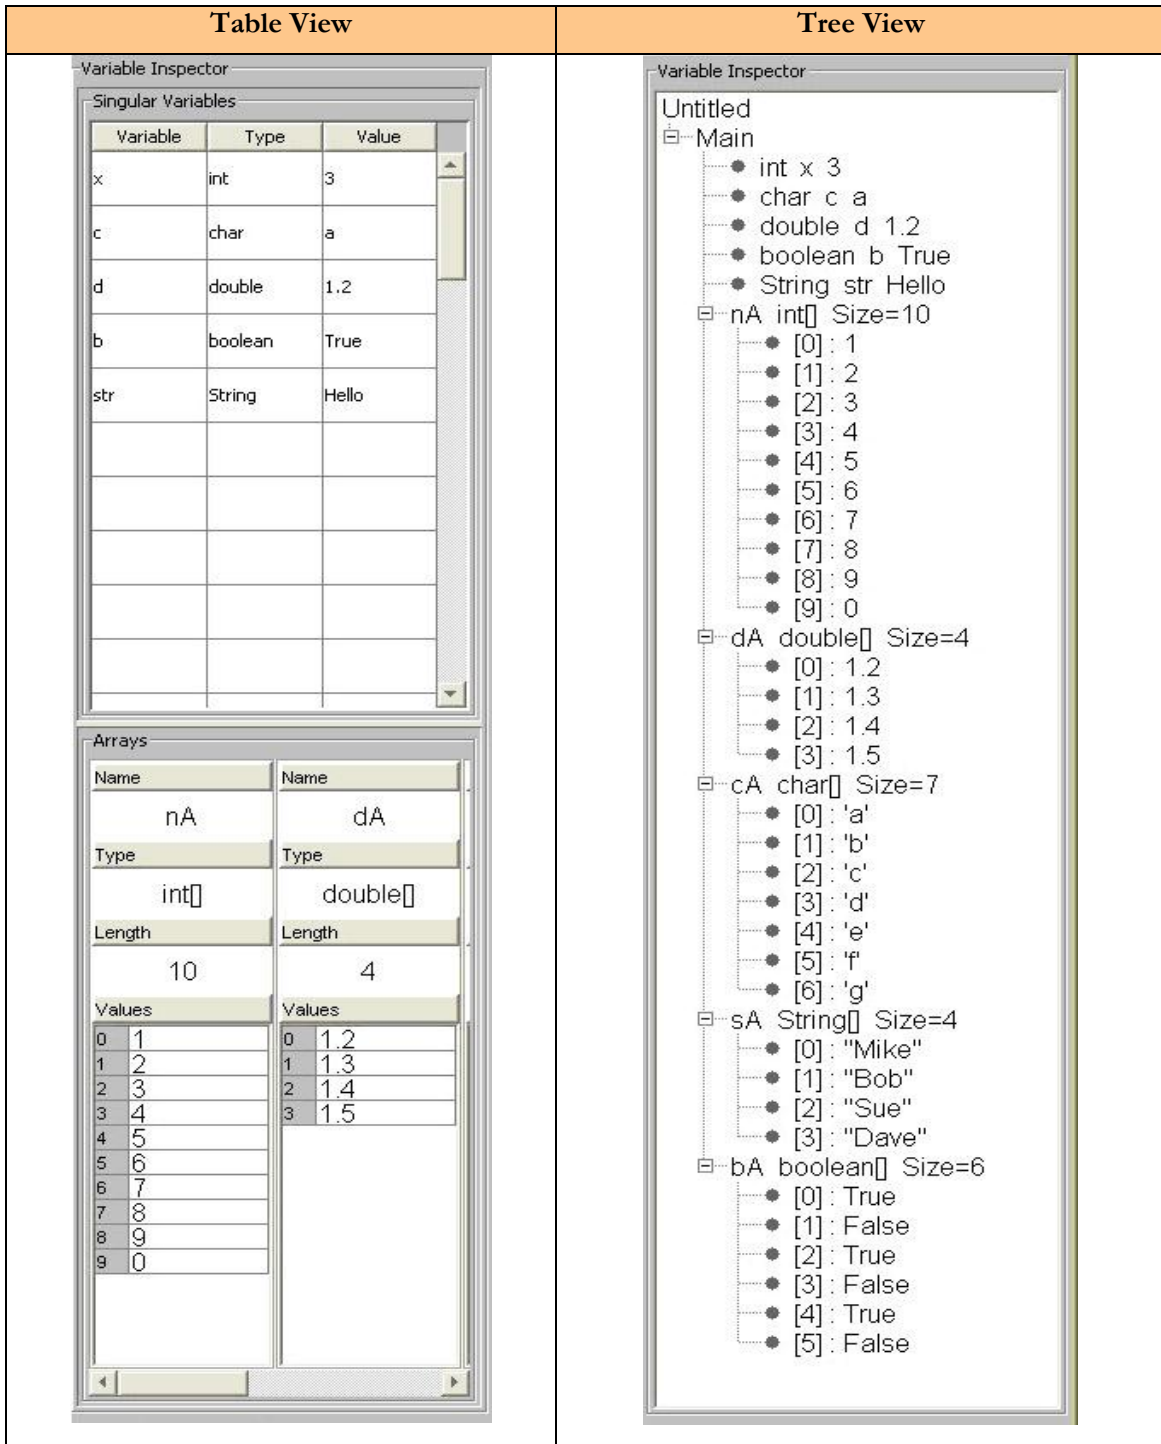 Table View
Variable Inspector
Singular Variables
Variable Type Value
x int 3
c char a
d double 1.2
b boolean True
str String Hello
Arrays
Name Name
nA dA
Type Type
int[] double[]
Length Length
10 4
Values Values
0 1 0 1.2
1 2 1 1.3
2 3 2 1.4
3 4 3 1.5
4 5
5 6
6 7
7 8
8 9
9 0
Tree View
Variable Inspector
Untitled
Main
int x 3
char c a
double d 1.2
boolean b True
String str Hello
nA int[] Size=10
[0] : 1
[1] : 2
[2] : 3
[3] : 4
[4] : 5
[5] : 6
[6] : 7
[7] : 8
[8] : 9
[9] : 0
dA double[] Size=4
[0] : 1.2
[1] : 1.3
[2] : 1.4
[3] : 1.5
cA char[] Size=7
[0] : 'a'
[1] : 'b'
[2] : 'c'
[3] : 'd'
[4] : 'e'
[5] : 'f'
[6] : 'g'
sA String[] Size=4
[0] : "Mike"
[1] : "Bob"
[2] : "Sue"
[3] : "Dave"
bA boolean[] Size=6
[0] : True
[1] : False
[2] : True
[3] : False
[4] : True
[5] : False